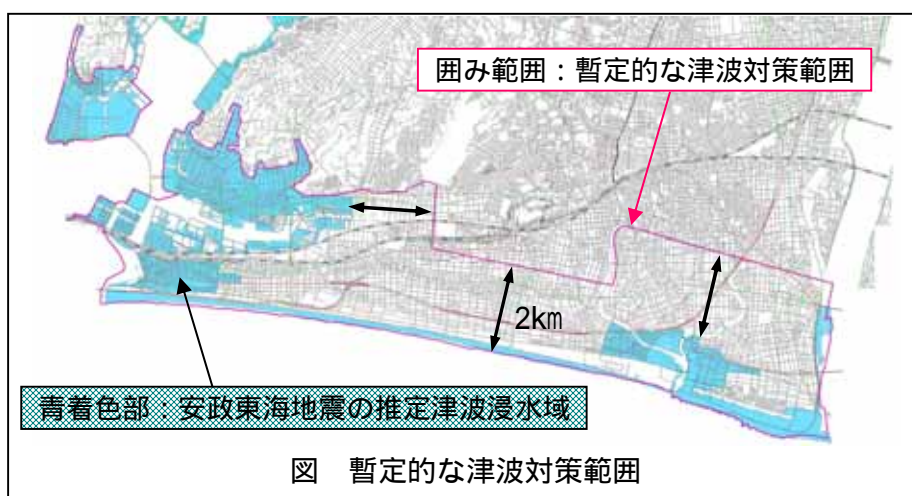 囲み範囲：暫定的な津波対策範囲
2km
青着色部：安政東海地震の推定津波浸水域
図　暫定的な津波対策範囲